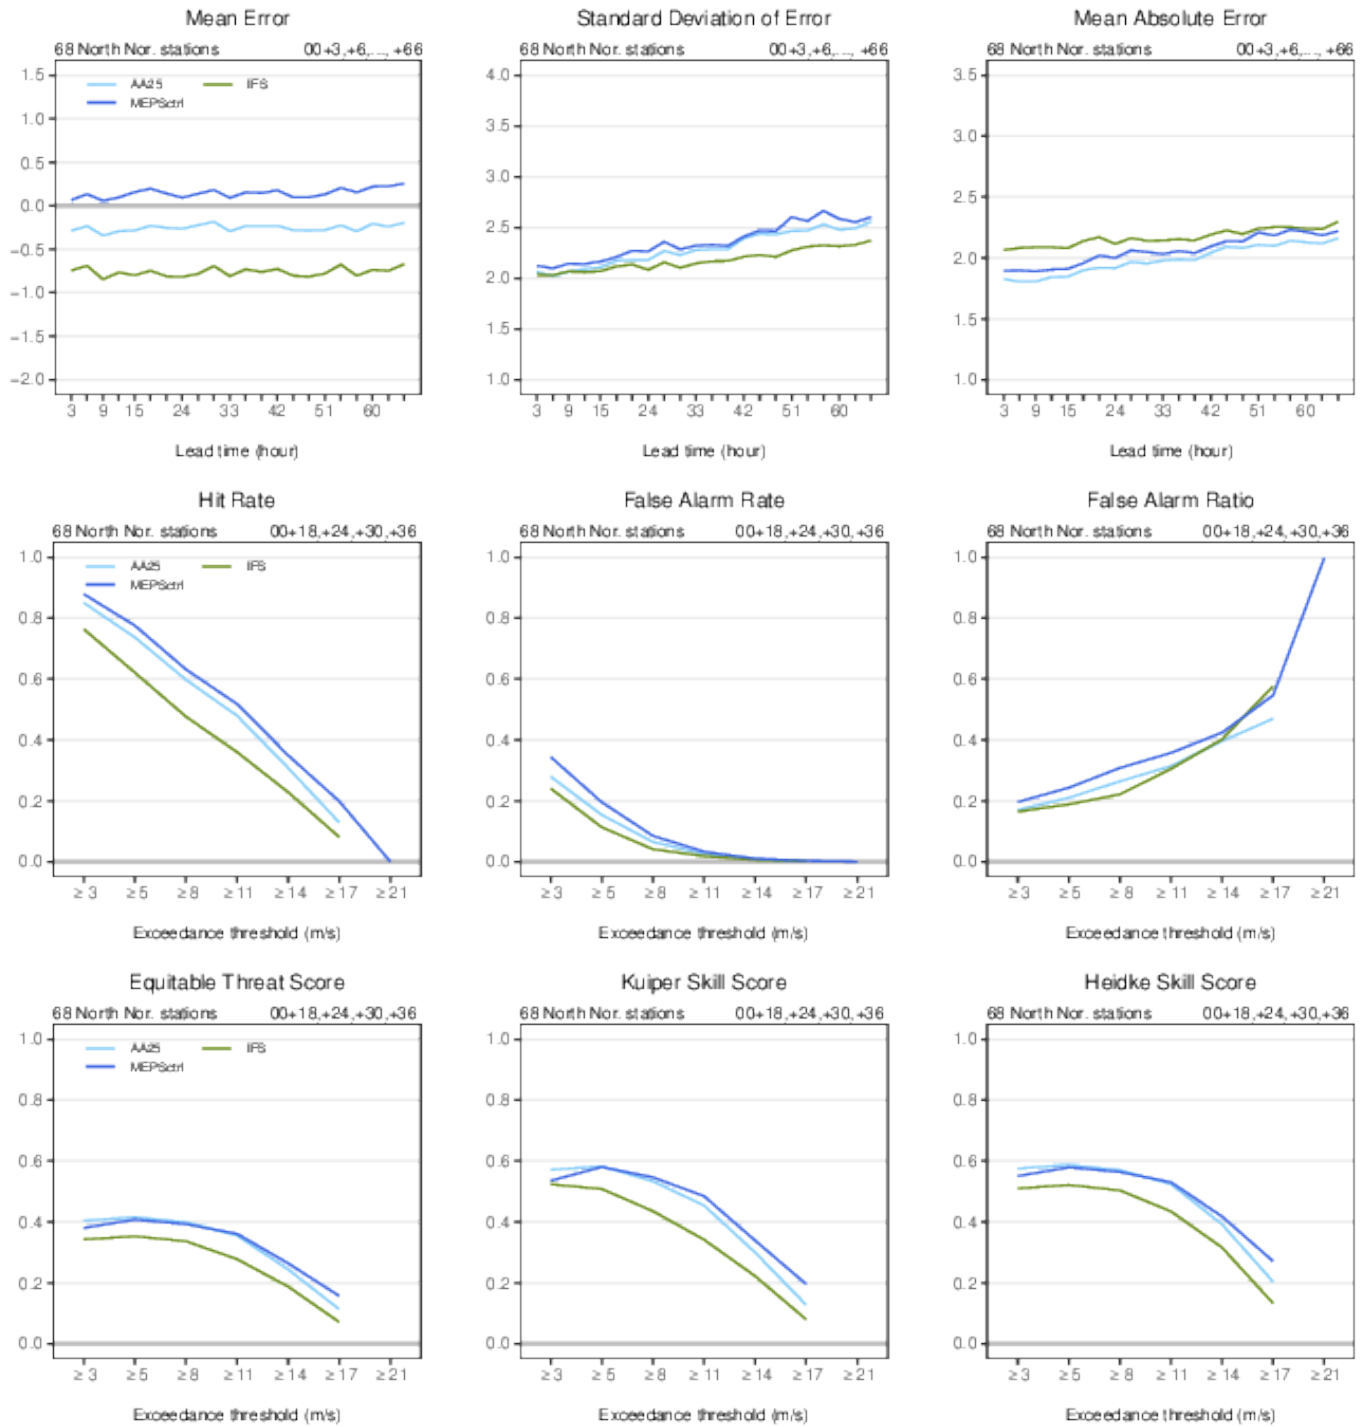 Mean Error
68 North Nor. stations 00+3,+6,..., +66
AA25 IFS
MEPSctrl
1.5
1.0
0.5
0.0
−0.5
−1.0
−1.5
−2.0
3 9 15 24 33 42 51 60
Lead time (hour)
Standard Deviation of Error
68 North Nor. stations 00+3,+6,..., +66
4.0
3.5
3.0
2.5
2.0
1.5
1.0
3 9 15 24 33 42 51 60
Lead time (hour)
Mean Absolute Error
68 North Nor. stations 00+3,+6,..., +66
3.5
3.0
2.5
2.0
1.5
1.0
3 9 15 24 33 42 51 60
Lead time (hour)
Hit Rate
68 North Nor. stations 00+18,+24,+30,+36
AA25 IFS
MEPSctrl
1.0
0.8
0.6
0.4
0.2
0.0
≥ 3 ≥ 5 ≥ 8 ≥ 11 ≥ 14 ≥ 17 ≥ 21
Exceedance threshold (m/s)
False Alarm Rate
68 North Nor. stations 00+18,+24,+30,+36
1.0
0.8
0.6
0.4
0.2
0.0
≥ 3 ≥ 5 ≥ 8 ≥ 11 ≥ 14 ≥ 17 ≥ 21
Exceedance threshold (m/s)
False Alarm Ratio
68 North Nor. stations 00+18,+24,+30,+36
1.0
0.8
0.6
0.4
0.2
0.0
≥ 3 ≥ 5 ≥ 8 ≥ 11 ≥ 14 ≥ 17 ≥ 21
Exceedance threshold (m/s)
Equitable Threat Score
68 North Nor. stations 00+18,+24,+30,+36
AA25 IFS
MEPSctrl
1.0
0.8
0.6
0.4
0.2
0.0
≥ 3 ≥ 5 ≥ 8 ≥ 11 ≥ 14 ≥ 17 ≥ 21
Exceedance threshold (m/s)
Kuiper Skill Score
68 North Nor. stations 00+18,+24,+30,+36
1.0
0.8
0.6
0.4
0.2
0.0
≥ 3 ≥ 5 ≥ 8 ≥ 11 ≥ 14 ≥ 17 ≥ 21
Exceedance threshold (m/s)
Heidke Skill Score
68 North Nor. stations 00+18,+24,+30,+36
1.0
0.8
0.6
0.4
0.2
0.0
≥ 3 ≥ 5 ≥ 8 ≥ 11 ≥ 14 ≥ 17 ≥ 21
Exceedance threshold (m/s)